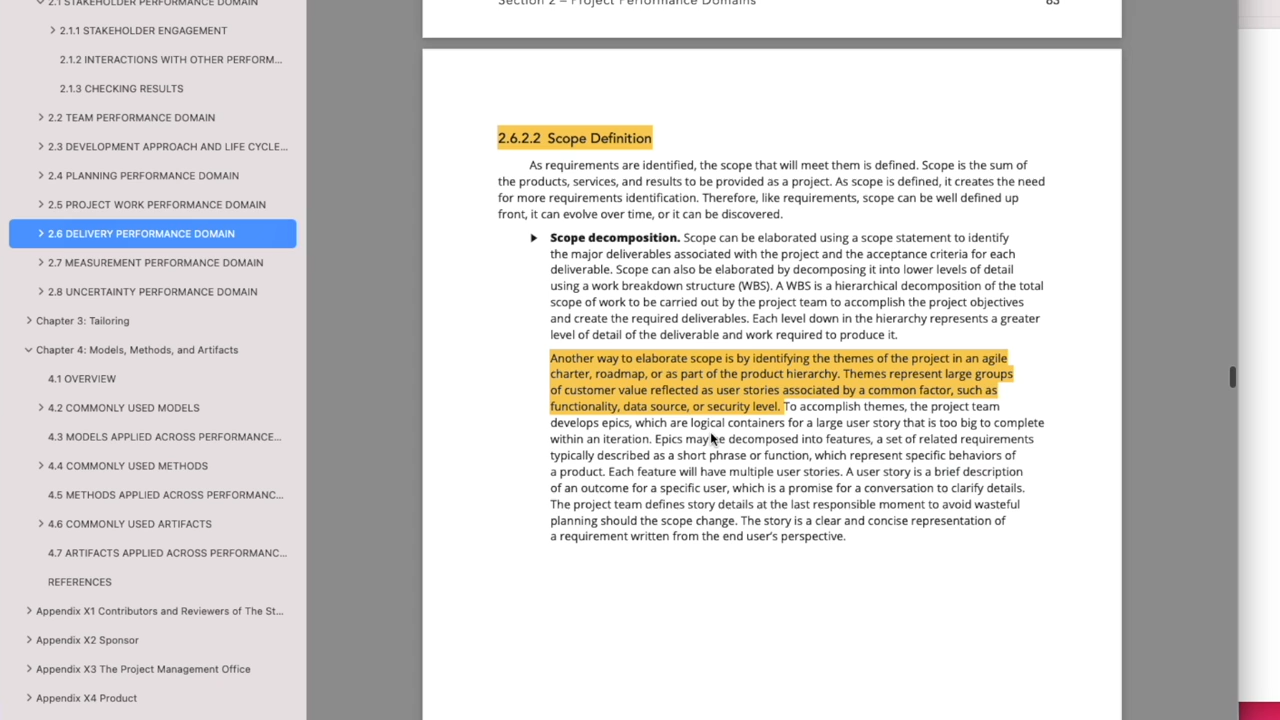 2.1 STAKEHOLDER PERFORMANCE DOMAIN
2.1.1 STAKEHOLDER ENGAGEMENT
2.1.2 INTERACTIONS WITH OTHER PERFORM...
2.1.3 CHECKING RESULTS
2.2 TEAM PERFORMANCE DOMAIN
2.3 DEVELOPMENT APPROACH AND LIFE CYCLE...
2.4 PLANNING PERFORMANCE DOMAIN
2.5 PROJECT WORK PERFORMANCE DOMAIN
2.6 DELIVERY PERFORMANCE DOMAIN
2.7 MEASUREMENT PERFORMANCE DOMAIN
2.8 UNCERTAINTY PERFORMANCE DOMAIN
Chapter 3: Tailoring
Chapter 4: Models, Methods, and Artifacts
4.1 OVERVIEW
4.2 COMMONLY USED MODELS
4.3 MODELS APPLIED ACROSS PERFORMANCE...
4.4 COMMONLY USED METHODS
4.5 METHODS APPLIED ACROSS PERFORMANC...
4.6 COMMONLY USED ARTIFACTS
4.7 ARTIFACTS APPLIED ACROSS PERFORMANC...
REFERENCES
Appendix X1 Contributors and Reviewers of The St...
Appendix X2 Sponsor
Appendix X3 The Project Management Office
Appendix X4 Product
Section 2 – Project Performance Domains 83
2.6.2.2 Scope Definition
As requirements are identified, the scope that will meet them is defined. Scope is the sum of
the products, services, and results to be provided as a project. As scope is defined, it creates the need
for more requirements identification. Therefore, like requirements, scope can be well defined up
front, it can evolve over time, or it can be discovered.
Scope decomposition. Scope can be elaborated using a scope statement to identify
the major deliverables associated with the project and the acceptance criteria for each
deliverable. Scope can also be elaborated by decomposing it into lower levels of detail
using a work breakdown structure (WBS). A WBS is a hierarchical decomposition of the total
scope of work to be carried out by the project team to accomplish the project objectives
and create the required deliverables. Each level down in the hierarchy represents a greater
level of detail of the deliverable and work required to produce it.
Another way to elaborate scope is by identifying the themes of the project in an agile
charter, roadmap, or as part of the product hierarchy. Themes represent large groups
of customer value reflected as user stories associated by a common factor, such as
functionality, data source, or security level. To accomplish themes, the project team
develops epics, which are logical containers for a large user story that is too big to complete
within an iteration. Epics may be decomposed into features, a set of related requirements
typically described as a short phrase or function, which represent specific behaviors of
a product. Each feature will have multiple user stories. A user story is a brief description
of an outcome for a specific user, which is a promise for a conversation to clarify details.
The project team defines story details at the last responsible moment to avoid wasteful
planning should the scope change. The story is a clear and concise representation of
a requirement written from the end user's perspective.